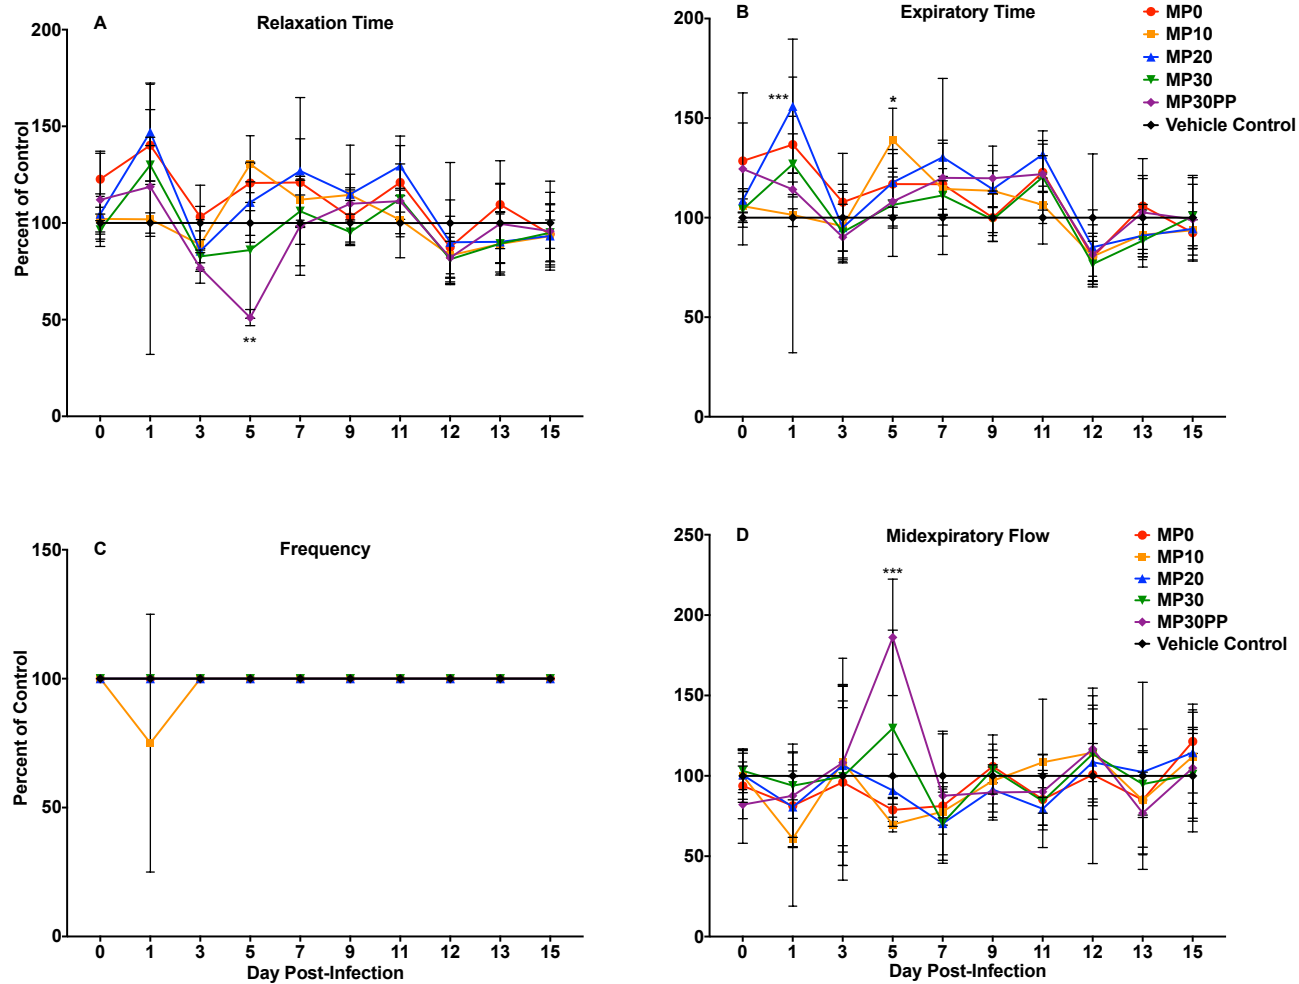 A
Relaxation Time
Percent of Control
200
150
100
50
0
**
0 1 3 5 7 9 11 12 13 15
B
Expiratory Time
200
150
100
50
0
***
*
0 1 3 5 7 9 11 12 13 15
MP0
MP10
MP20
MP30
MP30PP
Vehicle Control
C
Frequency
Percent of Control
150
100
50
0
0 1 3 5 7 9 11 12 13 15
Day Post-Infection
D
Midexpiratory Flow
250
200
150
100
50
0
***
0 1 3 5 7 9 11 12 13 15
Day Post-Infection
MP0
MP10
MP20
MP30
MP30PP
Vehicle Control